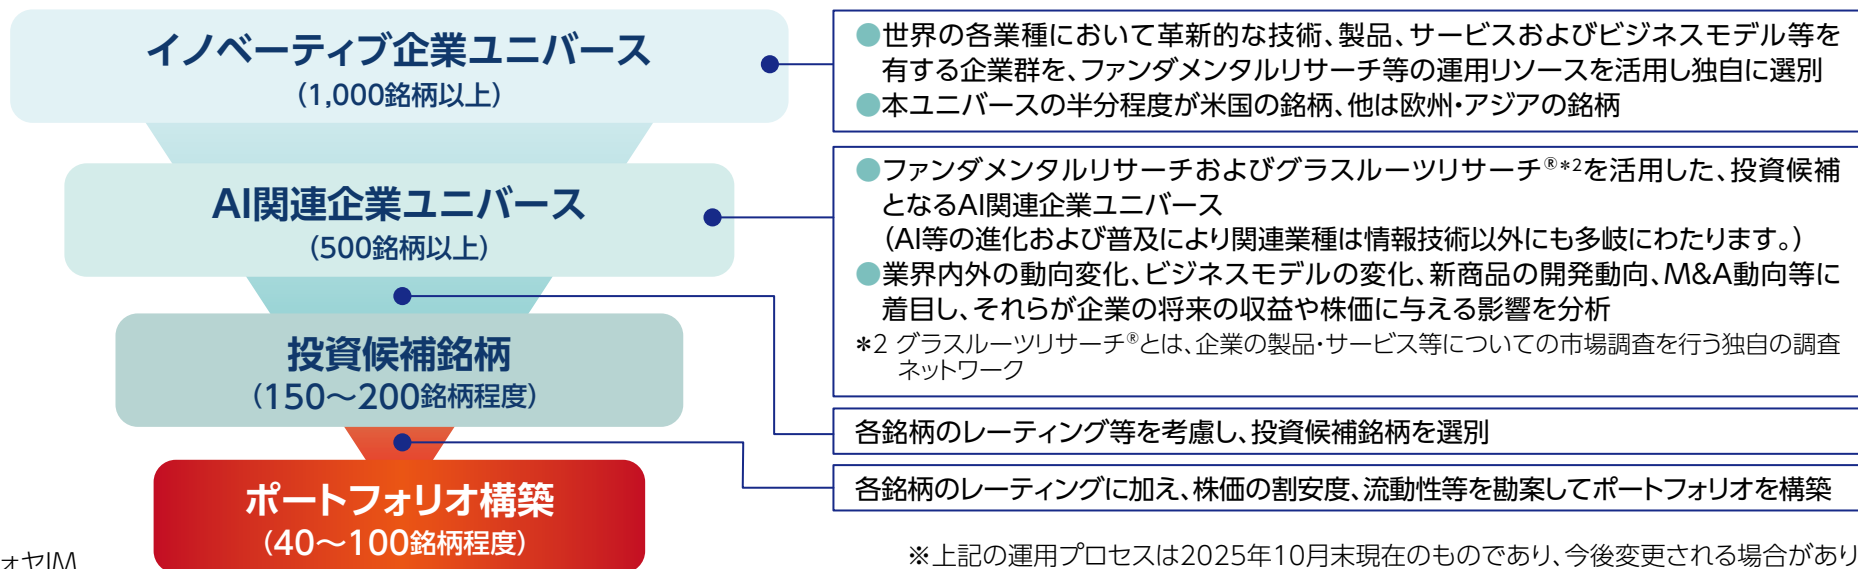 イノベーティブ企業ユニバース
(1,000銘柄以上)
●世界の各業種において革新的な技術、製品、サービスおよびビジネスモデル等を
有する企業群を、ファンダメンタルリサーチ等の運用リソースを活用し独自に選別
●本ユニバースの半分程度が米国の銘柄、他は欧州・アジアの銘柄
AI関連企業ユニバース
(500銘柄以上)
●ファンダメンタルリサーチおよびグラスルーツリサーチ®*2を活用した、投資候補
となるAI関連企業ユニバース
(AI等の進化および普及により関連業種は情報技術以外にも多岐にわたります。)
●業界内外の動向変化、ビジネスモデルの変化、新商品の開発動向、M&A動向等に
着目し、それらが企業の将来の収益や株価に与える影響を分析
*2 グラスルーツリサーチ®とは、企業の製品・サービス等についての市場調査を行う独自の調査
ネットワーク
投資候補銘柄
(150~200銘柄程度)
各銘柄のレーティング等を考慮し、投資候補銘柄を選別
ポートフォリオ構築
(40~100銘柄程度)
各銘柄のレーティングに加え、株価の割安度、流動性等を勘案してポートフォリオを構築
ォヤIM
※上記の運用プロセスは2025年10月末現在のものであり、今後変更される場合があり